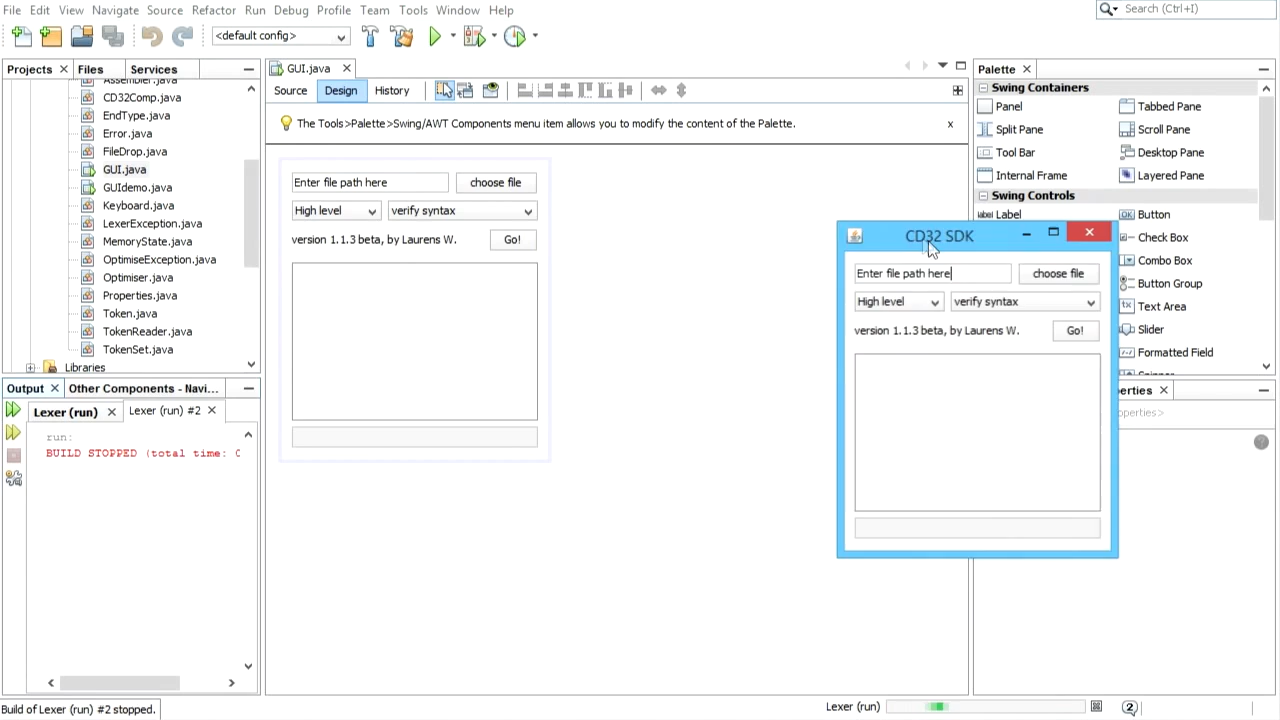 File Edit View Navigate Source Refactor Run Debug Profile Team Tools Window Help
Search (Ctrl+I)
<default config>
Projects Files Services
Assembler.java
CD32Comp.java
EndType.java
Error.java
FileDrop.java
GUI.java
GUIdemo.java
Keyboard.java
LexerException.java
MemoryState.java
OptimiseException.java
Optimiser.java
Properties.java
Token.java
TokenReader.java
TokenSet.java
Libraries
Output Other Components - Navi...
Lexer (run) Lexer (run) #2
run:
BUILD STOPPED (total time: 0
GUI.java
Source Design History
The Tools>Palette>Swing/AWT Components menu item allows you to modify the content of the Palette. x
Enter file path here choose file
High level verify syntax
version 1.1.3 beta, by Laurens W. Go!
CD32 SDK
Enter file path here choose file
High level verify syntax
version 1.1.3 beta, by Laurens W. Go!
Palette
Swing Containers
Panel Tabbed Pane
Split Pane Scroll Pane
Tool Bar Desktop Pane
Internal Frame Layered Pane
Swing Controls
label Label OK Button
Check Box
Combo Box
Button Group
Text Area
Slider
Formatted Field
perties
operties>
Build of Lexer (run) #2 stopped.
Lexer (run)
2